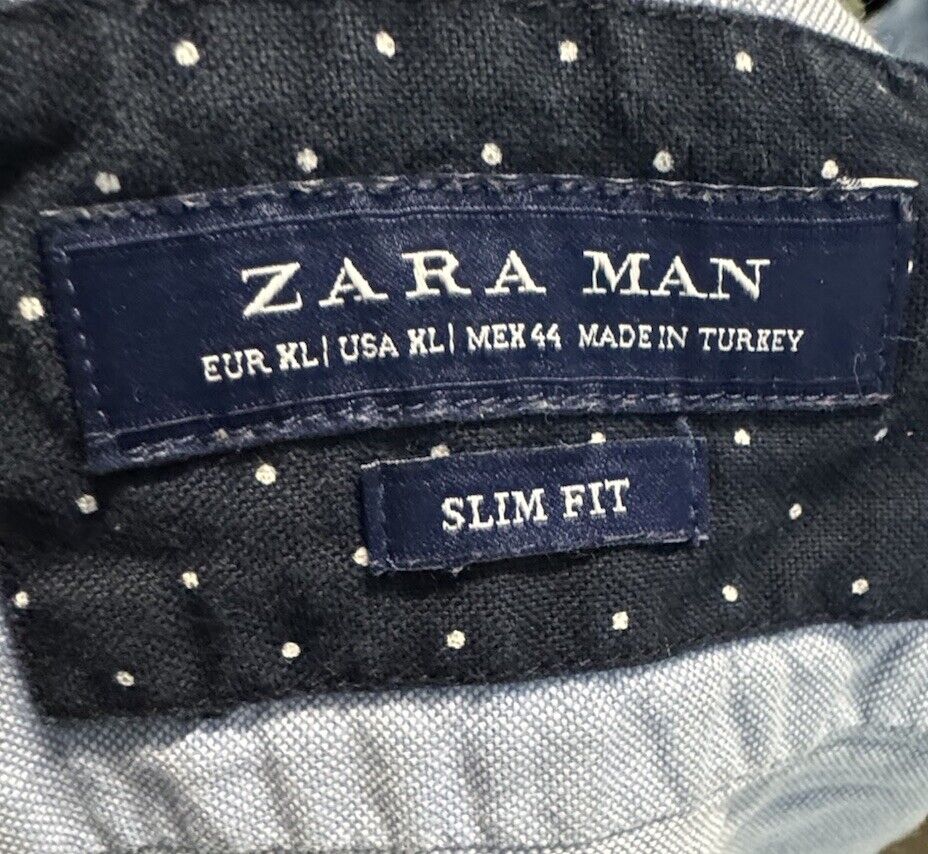 ZARA MAN
EUR XL| USA XL| MEX 44 MADE IN TURKEY
SLIM FIT